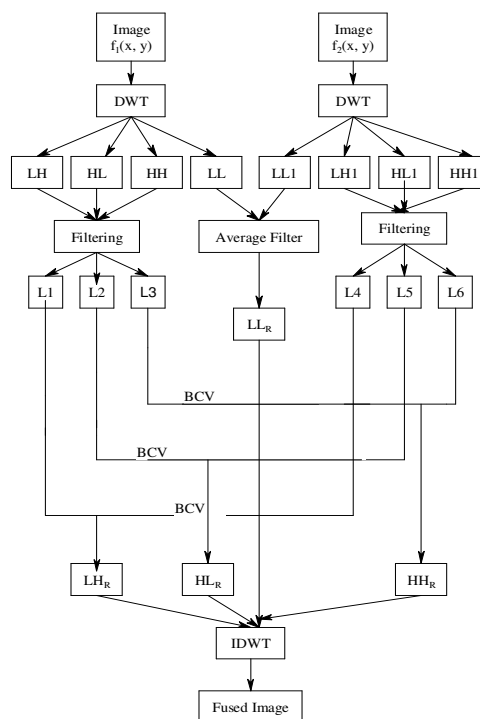 Image Image
f₁(x, y) f₂(x, y)
DWT DWT
LH HL HH LL LL1 LH1 HL1 HH1
Filtering Average Filter Filtering
L1 L2 L3 L4 L5 L6
LL_R
BCV
BCV
BCV
LH_R HL_R HH_R
IDWT
Fused Image